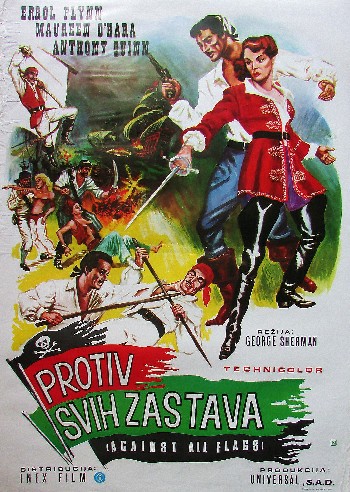 ERROL FLYNN
MAUREEN O'HARA
ANTHONY QUINN
REŽIJA:
GEORGE SHERMAN
TECHNICOLOR
PROTIV
SVIH ZASTAVA
(AGAINST ALL FLAGS)
DISTRIBUCIJA:
INEX FILM
PRODUKCIJA:
UNIVERSAL, S.A.D.